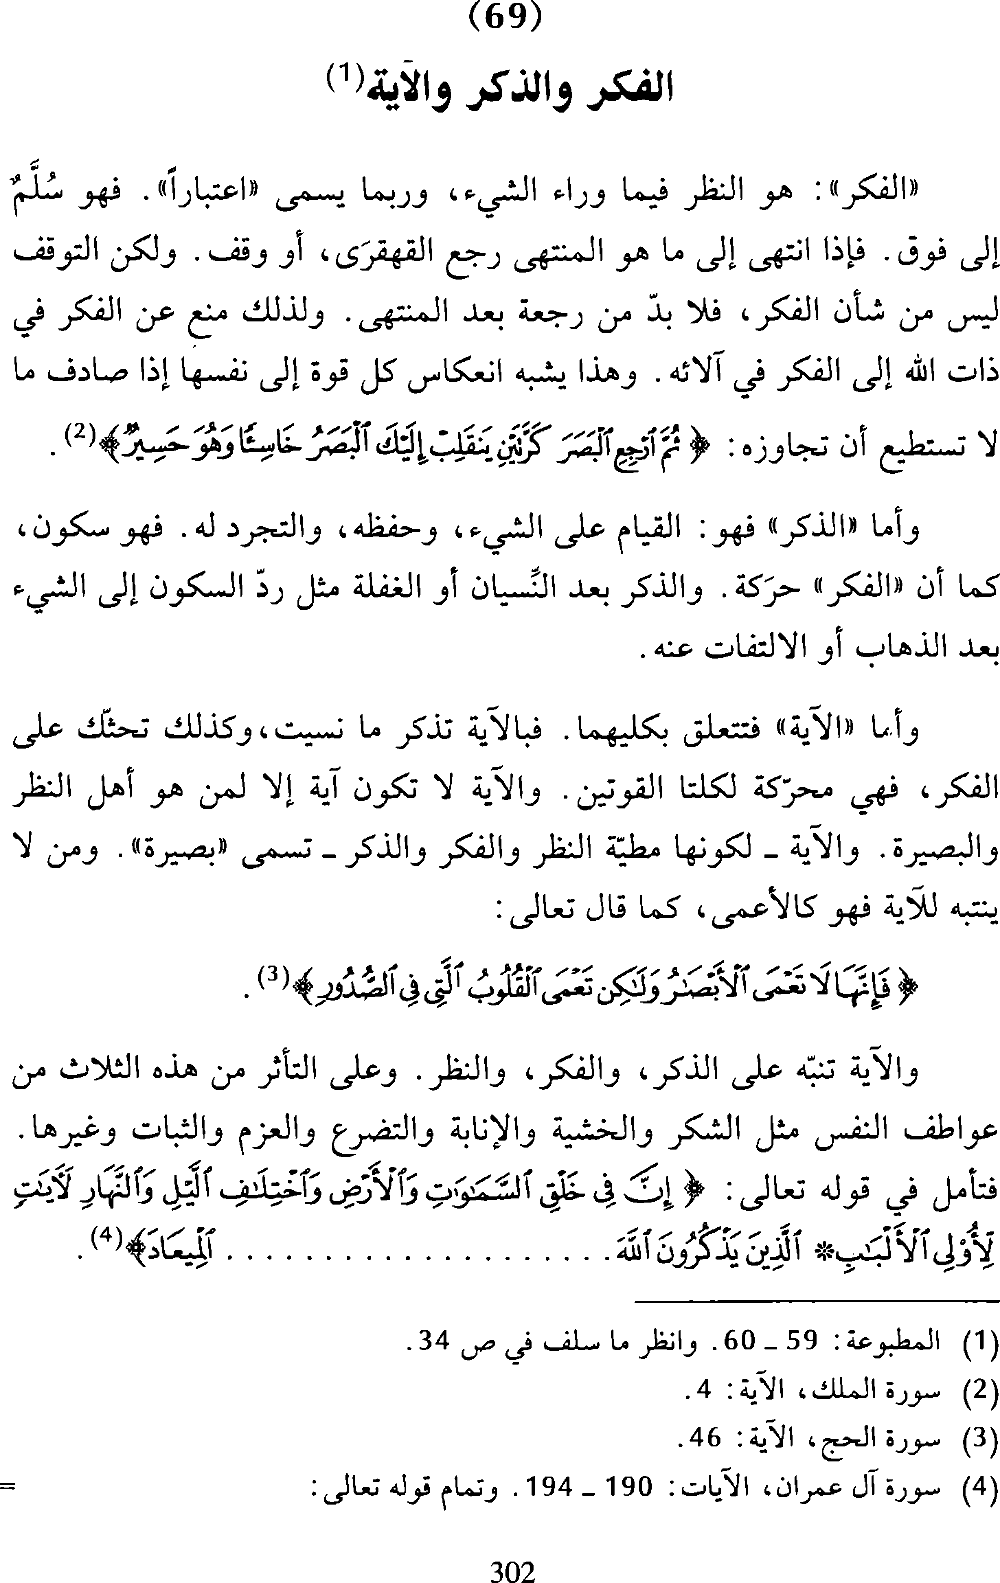 (69)
الفكر والذكر والآية(1)
«الفكر»: هو النظر فيما وراء الشيء، وربما يسمى «اعتباراً». فهو سُلَّمٌ
إلى فوق. فإذا انتهى إلى ما هو المنتهى رجع القهقرَى، أو وقف. ولكن التوقف
ليس من شأن الفكر، فلا بدّ من رجعة بعد المنتهى. ولذلك منع عن الفكر في
ذات الله إلى الفكر في آلائه. وهذا يشبه انعكاس كل قوة إلى نفسها إذا صادف ما
لا تستطيع أن تجاوزه: ﴿ ثُمَّ ٱرْجِعِ ٱلْبَصَرَ كَرَّتَيْنِ يَنقَلِبْ إِلَيْكَ ٱلْبَصَرُ خَاسِئًا وَهُوَ حَسِيرٌ﴾(2).
وأما «الذكر» فهو: القيام على الشيء، وحفظه، والتجرد له. فهو سكون،
كما أن «الفكر» حرَكة. والذكر بعد النِّسيان أو الغفلة مثل ردّ السكون إلى الشيء
بعد الذهاب أو الالتفات عنه.
وأما «الآية» فتتعلق بكليهما. فبالآية تذكر ما نسيت،وكذلك تحثّك على
الفكر، فهي محرّكة لكلتا القوتين. والآية لا تكون آية إلا لمن هو أهل النظر
والبصيرة. والآية ـ لكونها مطيّة النظر والفكر والذكر ـ تسمى «بصيرة». ومن لا
ينتبه للآية فهو كالأعمى، كما قال تعالى:
﴿ فَإِنَّهَا لَا تَعْمَى ٱلْأَبْصَٰرُ وَلَٰكِن تَعْمَى ٱلْقُلُوبُ ٱلَّتِي فِي ٱلصُّدُورِ﴾(3).
والآية تنبّه على الذكر، والفكر، والنظر. وعلى التأثر من هذه الثلاث من
عواطف النفس مثل الشكر والخشية والإنابة والتضرع والعزم والثبات وغيرها.
فتأمل في قوله تعالى: ﴿ إِنَّ فِي خَلْقِ ٱلسَّمَٰوَٰتِ وَٱلْأَرْضِ وَٱخْتِلَٰفِ ٱلَّيْلِ وَٱلنَّهَارِ لَأٓيَٰتٍ
لِّأُوْلِي ٱلْأَلْبَٰبِ* ٱلَّذِينَ يَذْكُرُونَ ٱللَّهَ. . . . . . . . . . . . . . . . . . . . ٱلْمِيعَادَ﴾(4).
(1) المطبوعة: 59 ـ 60. وانظر ما سلف في ص 34.
(2) سورة الملك، الآية: 4.
(3) سورة الحج، الآية: 46.
(4) سورة آل عمران، الآيات: 190 ـ 194. وتمام قوله تعالى: =
302